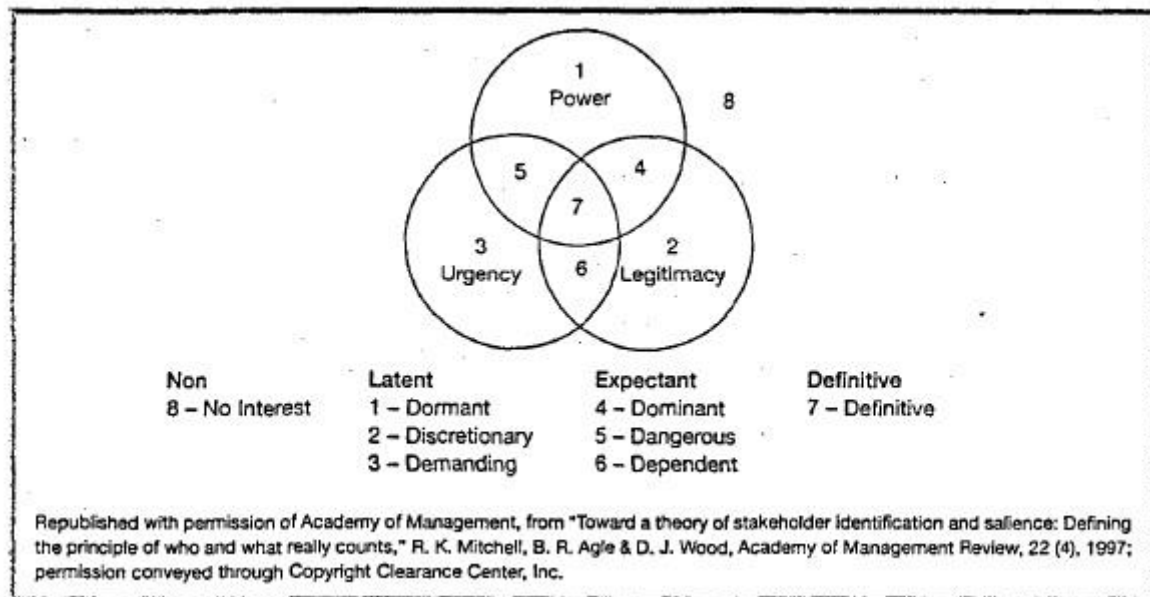 1
Power
8
5
4
7
3
Urgency
2
Legitimacy
6
Non
8 – No Interest
Latent
1 – Dormant
2 – Discretionary
3 – Demanding
Expectant
4 – Dominant
5 – Dangerous
6 – Dependent
Definitive
7 – Definitive
Republished with permission of Academy of Management, from "Toward a theory of stakeholder identification and salience: Defining
the principle of who and what really counts," R. K. Mitchell, B. R. Agle & D. J. Wood, Academy of Management Review, 22 (4), 1997;
permission conveyed through Copyright Clearance Center, Inc.